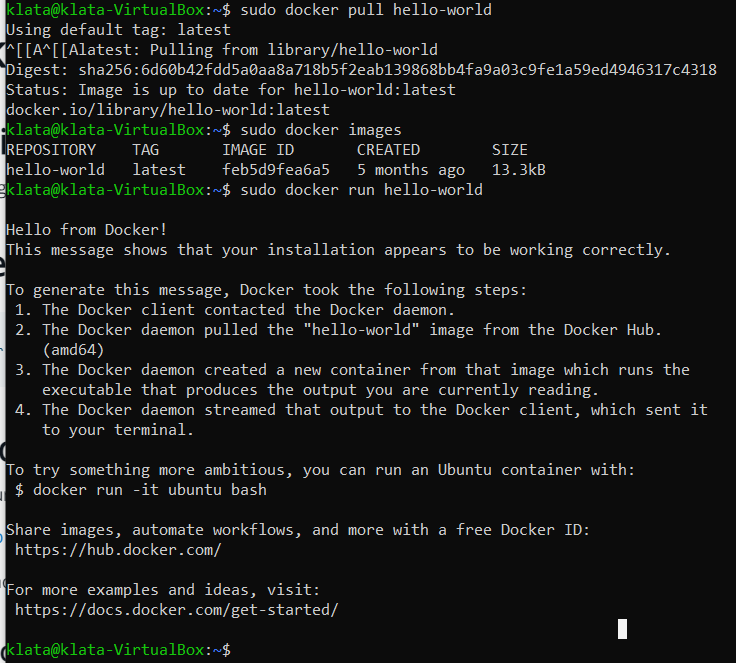 klata@klata-VirtualBox:~$ sudo docker pull hello-world
Using default tag: latest
^[[A^[[Alatest: Pulling from library/hello-world
Digest: sha256:6d60b42fdd5a0aa8a718b5f2eab139868bb4fa9a03c9fe1a59ed4946317c4318
Status: Image is up to date for hello-world:latest
docker.io/library/hello-world:latest
klata@klata-VirtualBox:~$ sudo docker images
REPOSITORY   TAG       IMAGE ID       CREATED        SIZE
hello-world   latest    feb5d9fea6a5   5 months ago   13.3kB
klata@klata-VirtualBox:~$ sudo docker run hello-world
Hello from Docker!
This message shows that your installation appears to be working correctly.
To generate this message, Docker took the following steps:
1. The Docker client contacted the Docker daemon.
2. The Docker daemon pulled the "hello-world" image from the Docker Hub.
(amd64)
3. The Docker daemon created a new container from that image which runs the
executable that produces the output you are currently reading.
4. The Docker daemon streamed that output to the Docker client, which sent it
to your terminal.
To try something more ambitious, you can run an Ubuntu container with:
$ docker run -it ubuntu bash
Share images, automate workflows, and more with a free Docker ID:
https://hub.docker.com/
For more examples and ideas, visit:
https://docs.docker.com/get-started/
klata@klata-VirtualBox:~$